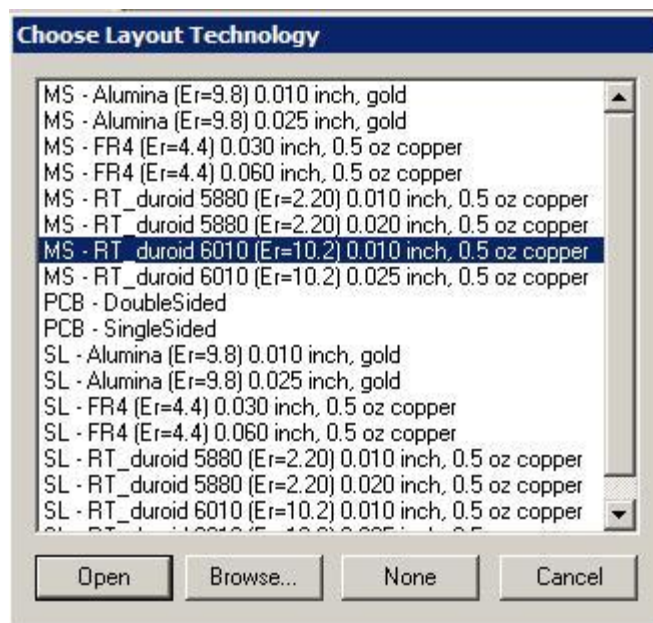 Choose Layout Technology
MS - Alumina (Er=9.8) 0.010 inch, gold
MS - Alumina (Er=9.8) 0.025 inch, gold
MS - FR4 (Er=4.4) 0.030 inch, 0.5 oz copper
MS - FR4 (Er=4.4) 0.060 inch, 0.5 oz copper
MS - RT_duroid 5880 (Er=2.20) 0.010 inch, 0.5 oz copper
MS - RT_duroid 5880 (Er=2.20) 0.020 inch, 0.5 oz copper
MS - RT_duroid 6010 (Er=10.2) 0.010 inch, 0.5 oz copper
MS - RT_duroid 6010 (Er=10.2) 0.025 inch, 0.5 oz copper
PCB - DoubleSided
PCB - SingleSided
SL - Alumina (Er=9.8) 0.010 inch, gold
SL - Alumina (Er=9.8) 0.025 inch, gold
SL - FR4 (Er=4.4) 0.030 inch, 0.5 oz copper
SL - FR4 (Er=4.4) 0.060 inch, 0.5 oz copper
SL - RT_duroid 5880 (Er=2.20) 0.010 inch, 0.5 oz copper
SL - RT_duroid 5880 (Er=2.20) 0.020 inch, 0.5 oz copper
SL - RT_duroid 6010 (Er=10.2) 0.010 inch, 0.5 oz copper
Open Browse... None Cancel